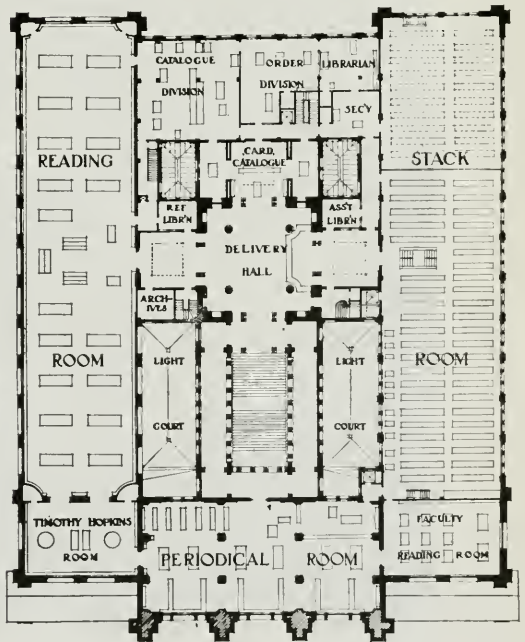 CATALOGUE
DIVISION
ORDER
DIVISION
LIBRARIAN
SEC'Y
READING
ROOM
CARD
CATALOGUE
STACK
ROOM
REF
LIBR'N
ASST
LIBR'N
DELIVERY
HALL
ARCH-
IVES
LIGHT
COURT
LIGHT
COURT
TIMOTHY HOPKINS
ROOM
PERIODICAL ROOM
FACULTY
READING ROOM